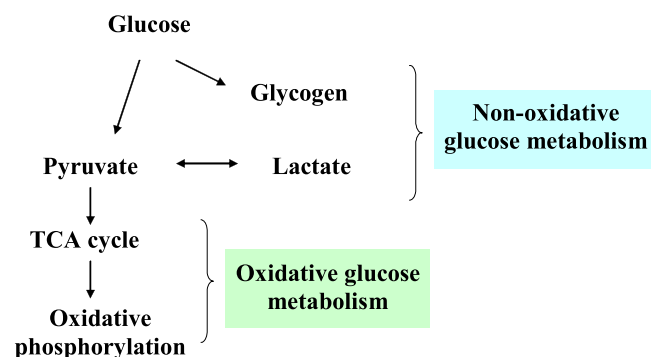 Glucose
Glycogen
Non-oxidative
glucose metabolism
Pyruvate
Lactate
TCA cycle
Oxidative glucose
metabolism
Oxidative
phosphorylation